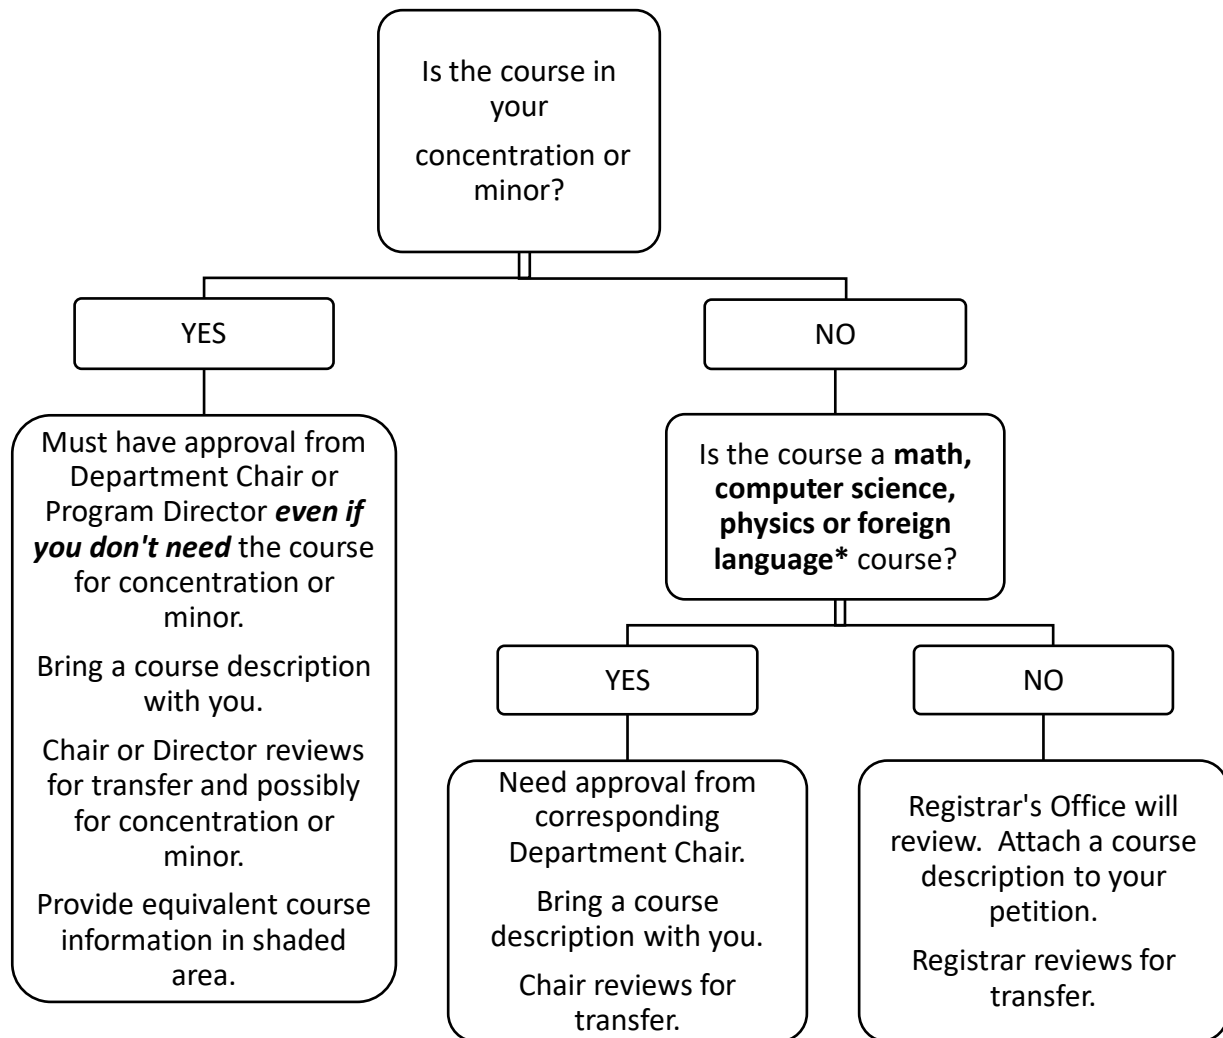 Is the course in
your
concentration or
minor?
YES
NO
Must have approval from
Department Chair or
Program Director even if
you don't need the course
for concentration or
minor.
Bring a course description
with you.
Chair or Director reviews
for transfer and possibly
for concentration or
minor.
Provide equivalent course
information in shaded
area.
Is the course a math,
computer science,
physics or foreign
language* course?
YES
NO
Need approval from
corresponding
Department Chair.
Bring a course
description with you.
Chair reviews for
transfer.
Registrar's Office will
review.  Attach a course
description to your
petition.
Registrar reviews for
transfer.